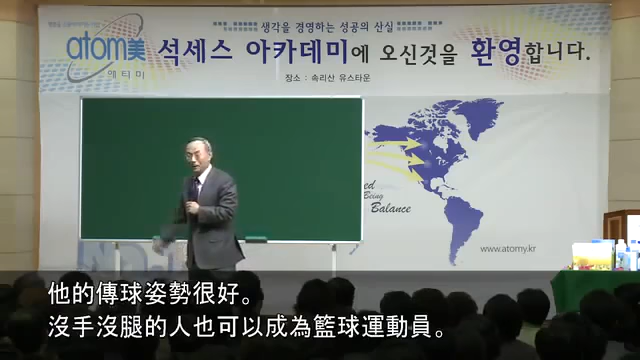 생각을 경영하는 성공의 산실
atom美
애터미
석세스 아카데미에 오신것을 환영합니다.
장소 : 속리산 유스타운
Being
Balance
www.atomy.kr
他的傳球姿勢很好。
沒手沒腿的人也可以成為籃球運動員。